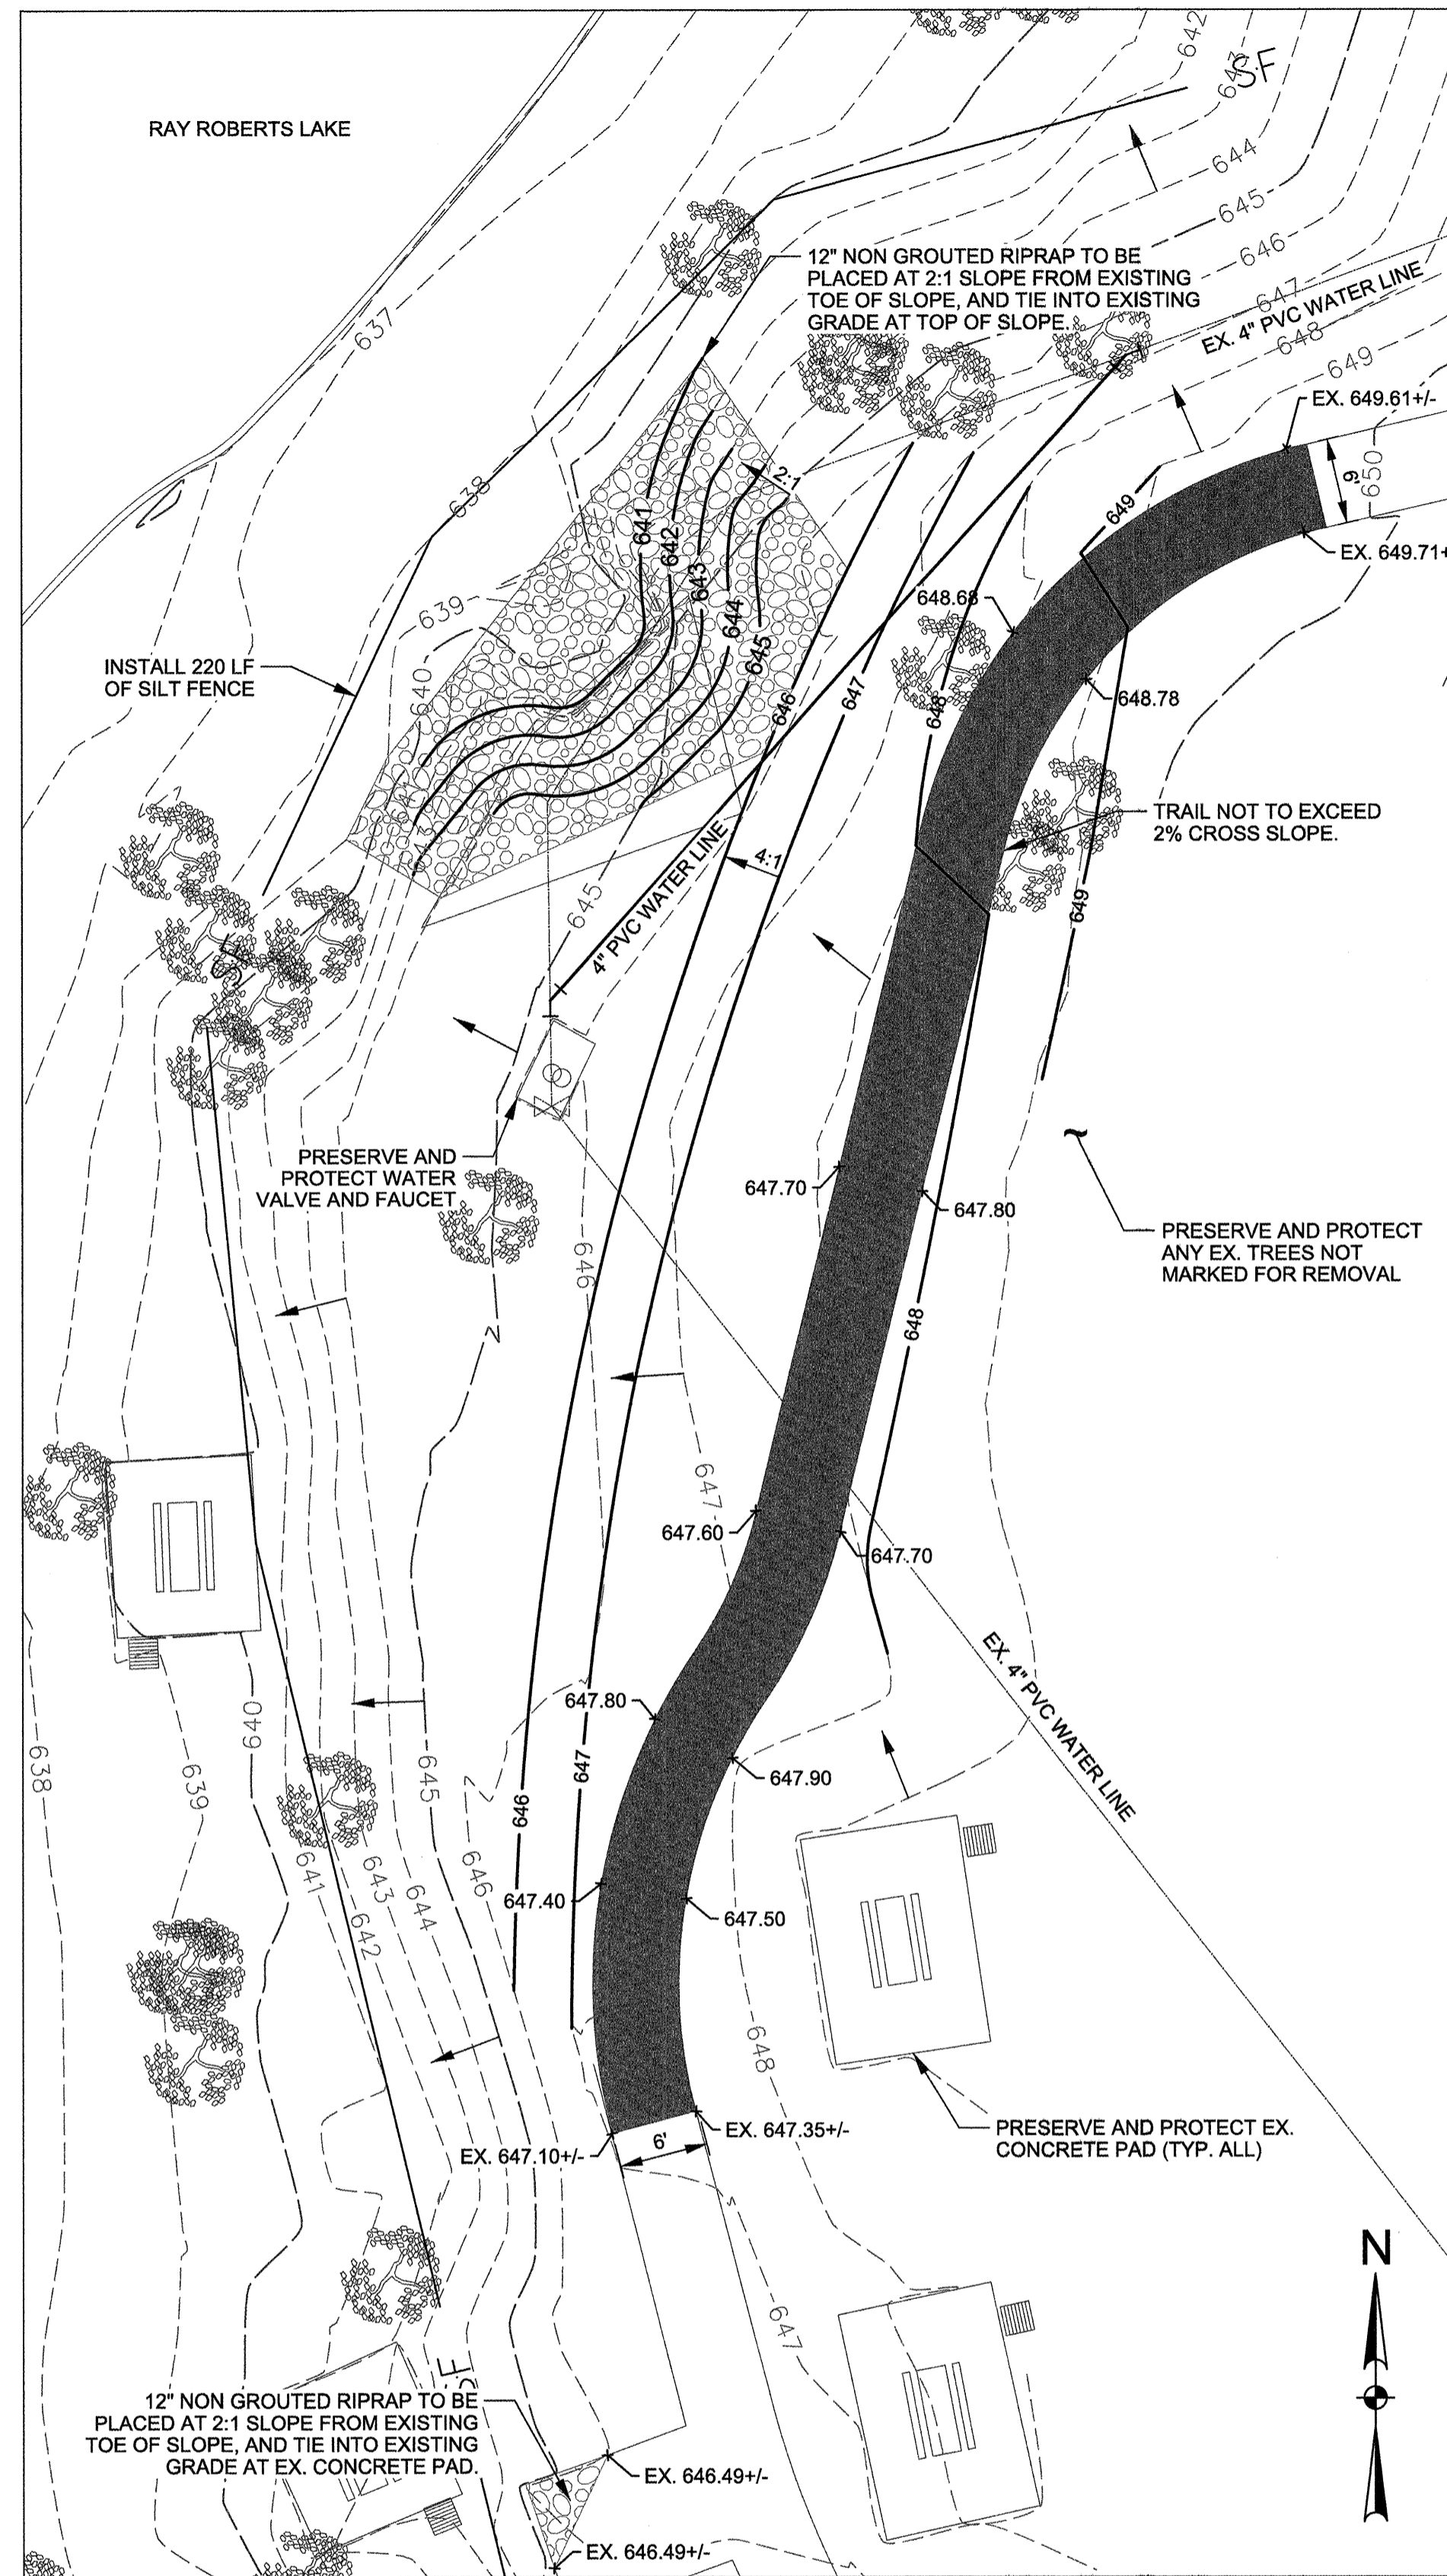 642
643
SF
RAY ROBERTS LAKE
644
645
646
647
648
649
EX. 4" PVC WATER LINE
12" NON GROUTED RIPRAP TO BE
PLACED AT 2:1 SLOPE FROM EXISTING
TOE OF SLOPE, AND TIE INTO EXISTING
GRADE AT TOP OF SLOPE.
637
EX. 649.61+/-
6'
650
638
2:1
649
641
642
643
644
645
EX. 649.71+
639
648.68
INSTALL 220 LF
OF SILT FENCE
640
646
647
648
648.78
TRAIL NOT TO EXCEED
2% CROSS SLOPE.
4:1
645
4" PVC WATER LINE
649
SF
PRESERVE AND
PROTECT WATER
VALVE AND FAUCET
647.70
647.80
646
PRESERVE AND PROTECT
ANY EX. TREES NOT
MARKED FOR REMOVAL
648
647
647.60
647.70
EX. 4" PVC WATER LINE
647.80
640
638
639
645
647
646
647.90
641
643
644
646
642
647.40
647.50
648
EX. 647.35+/-
PRESERVE AND PROTECT EX.
CONCRETE PAD (TYP. ALL)
6'
EX. 647.10+/-
N
647
SF
12" NON GROUTED RIPRAP TO BE
PLACED AT 2:1 SLOPE FROM EXISTING
TOE OF SLOPE, AND TIE INTO EXISTING
GRADE AT EX. CONCRETE PAD.
EX. 646.49+/-
EX. 646.49+/-